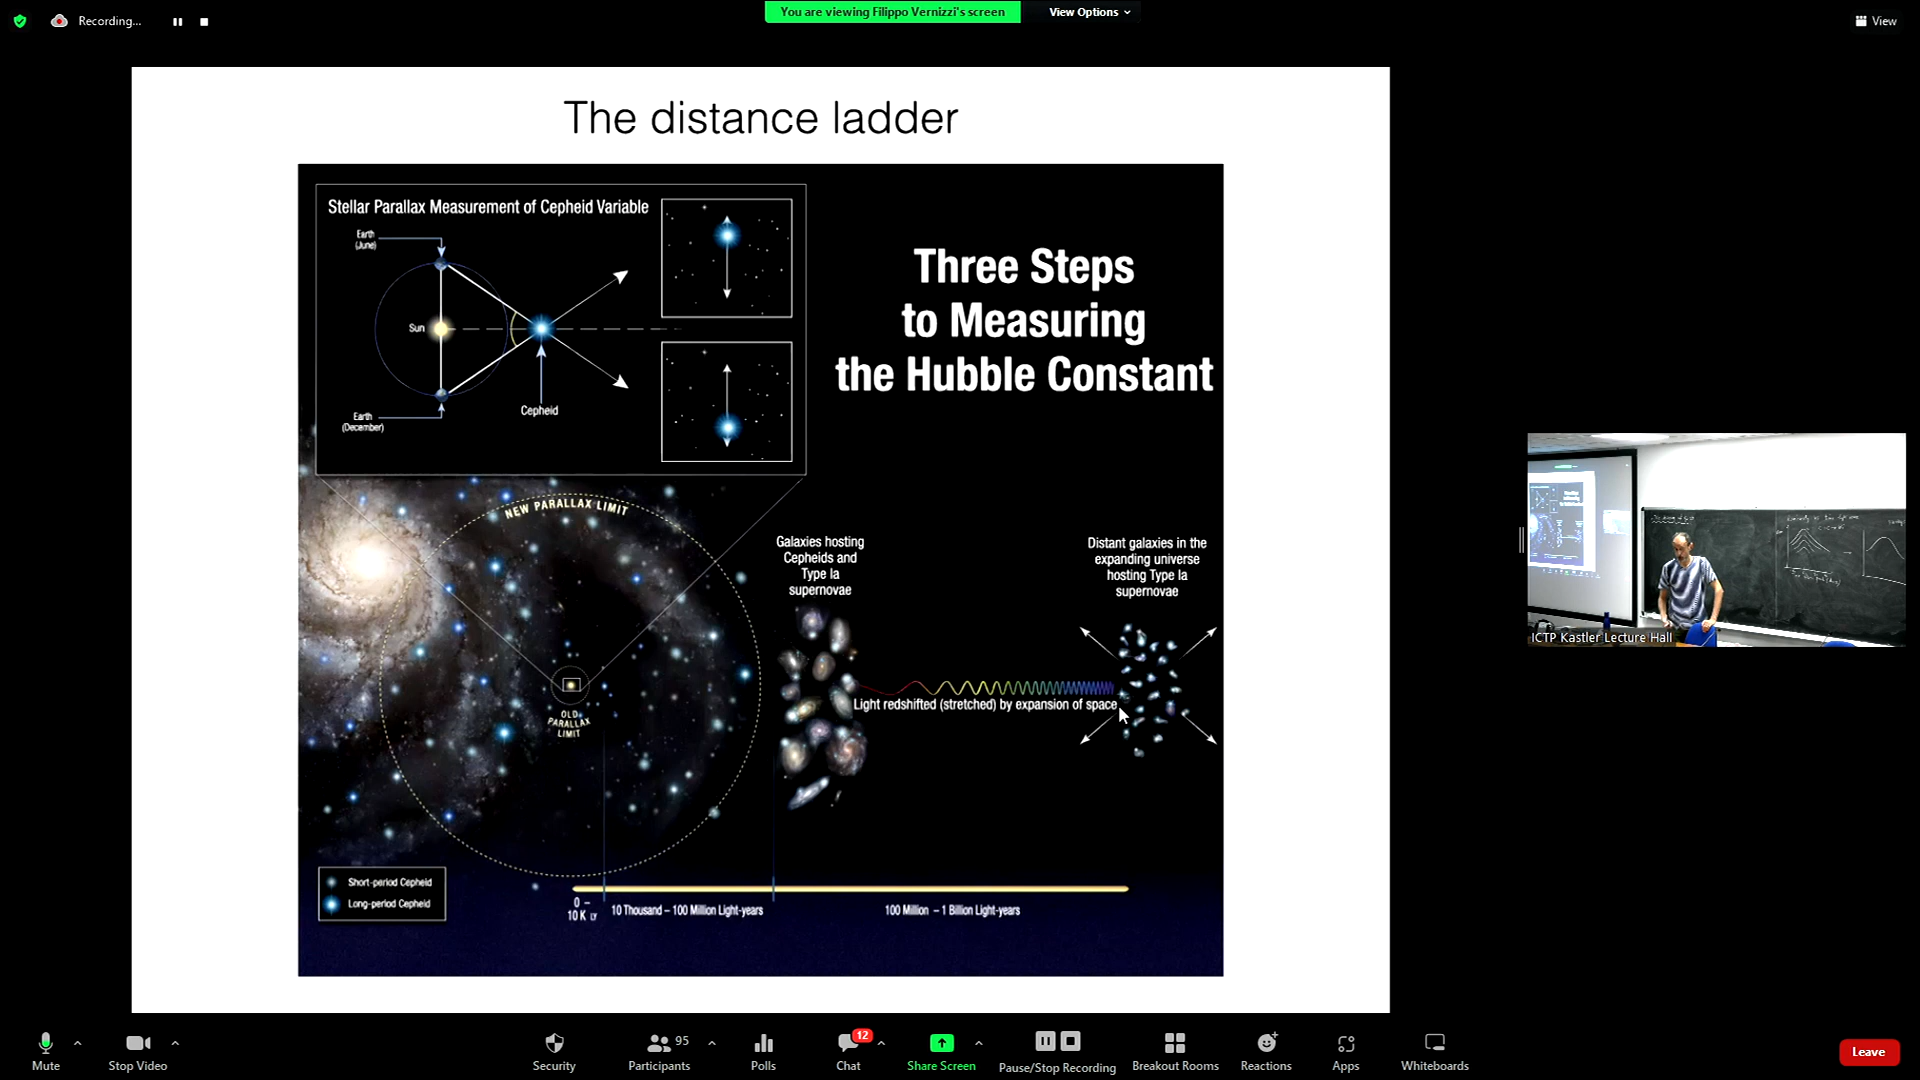 Recording...
You are viewing Filippo Vernizzi's screen
View Options
View
The distance ladder
Stellar Parallax Measurement of Cepheid Variable
Earth
(June)
Sun
Earth
(December)
Cepheid
Three Steps
to Measuring
the Hubble Constant
NEW PARALLAX LIMIT
OLD
PARALLAX
LIMIT
Galaxies hosting
Cepheids and
Type Ia
supernovae
Distant galaxies in the
expanding universe
hosting Type Ia
supernovae
Light redshifted (stretched) by expansion of space
Short-period Cepheid
Long-period Cepheid
0 –
10 K LY
10 Thousand – 100 Million Light-years
100 Million – 1 Billion Light-years
ICTP Kastler Lecture Hall
Mute
Stop Video
Security
Participants
95
Polls
Chat
12
Share Screen
Pause/Stop Recording
Breakout Rooms
Reactions
Apps
Whiteboards
Leave